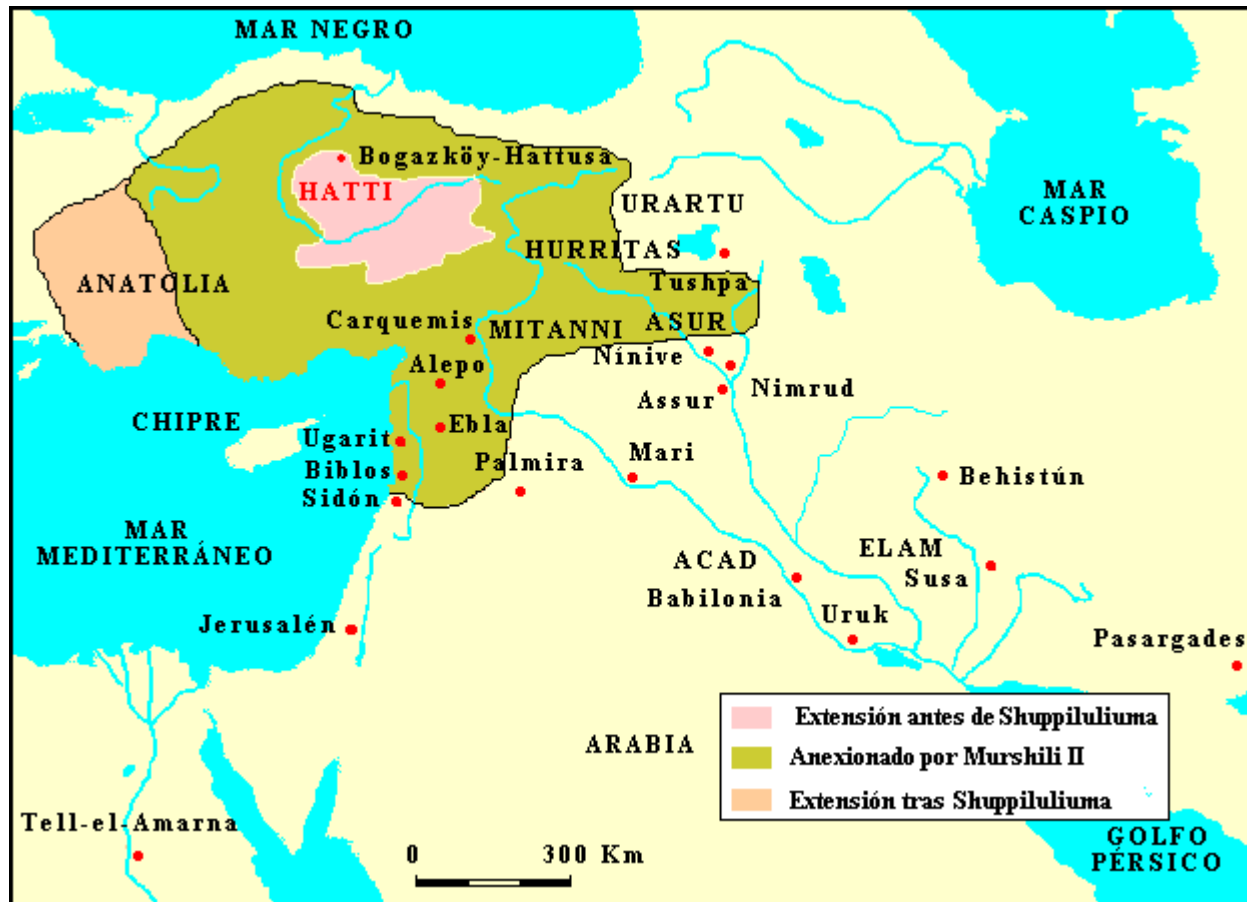 MAR NEGRO
Bogazköy-Hattusa
HATTI
URARTU
MAR
CASPIO
HURRITAS
ANATOLIA
Tushpa
Carquemis
MITANNI
ASUR
Nínive
Alepo
Assur
Nimrud
CHIPRE
Ugarit
Ebla
Biblos
Palmira
Mari
Behistún
Sidón
MAR
MEDITERRÁNEO
ACAD
ELAM
Susa
Babilonia
Uruk
Jerusalén
Pasargades
ARABIA
Extensión antes de Shuppiluliuma
Anexionado por Murshili II
Extensión tras Shuppiluliuma
Tell-el-Amarna
GOLFO
PÉRSICO
0 300 Km